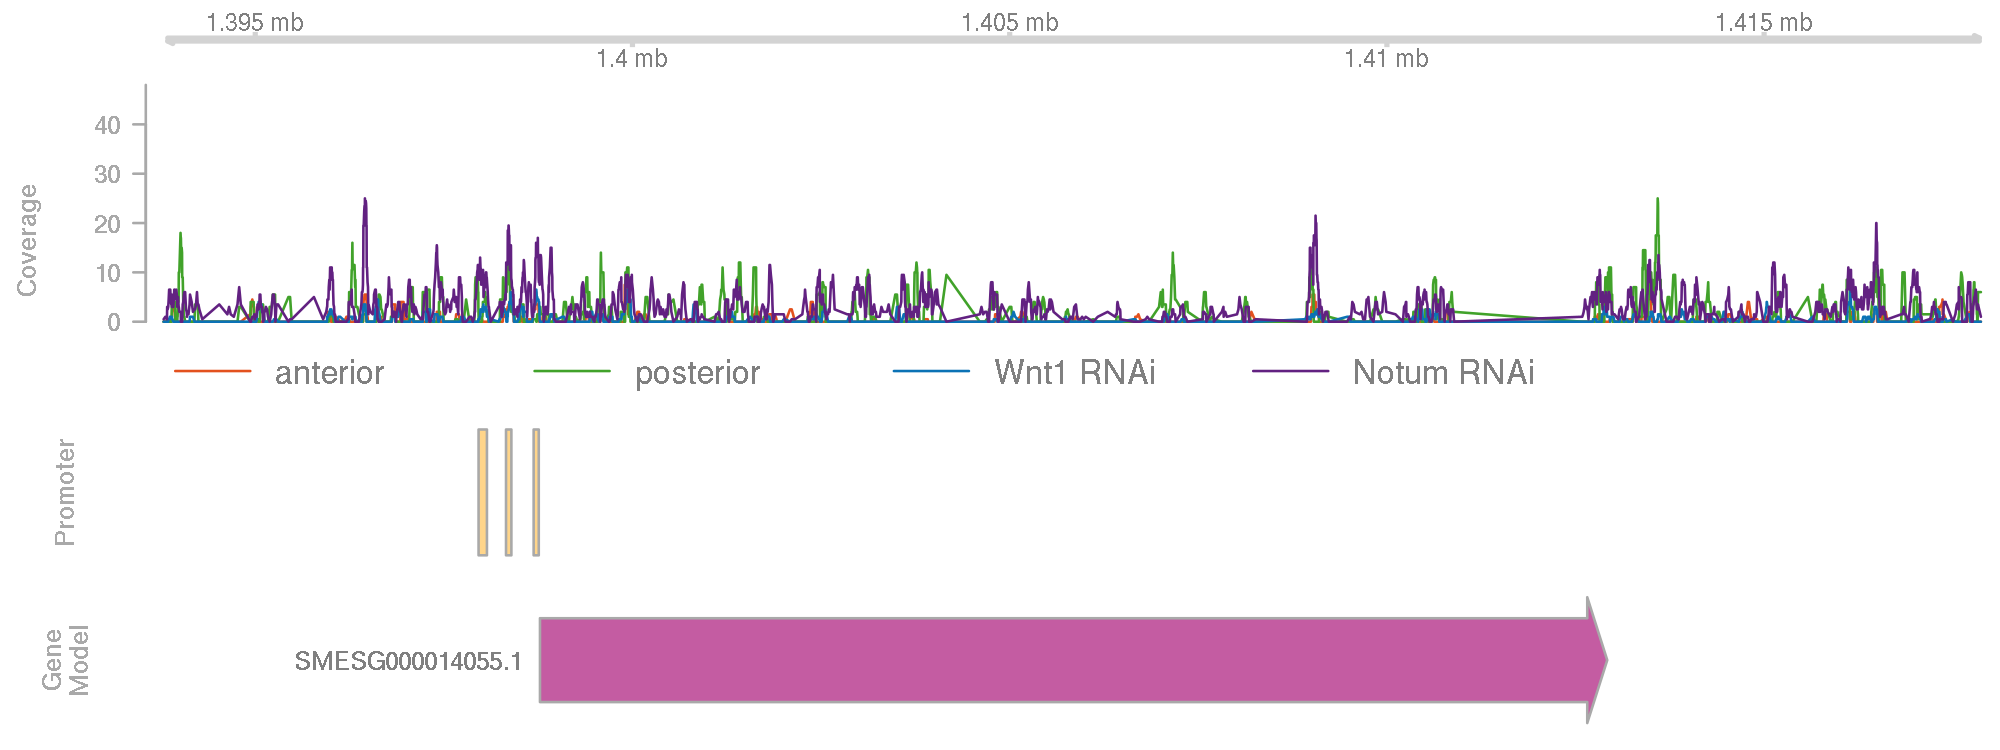 1.395 mb
1.405 mb
1.415 mb
1.4 mb
1.41 mb
Coverage
40
30
20
10
0
anterior
posterior
Wnt1 RNAi
Notum RNAi
Promoter
Gene
Model
SMESG000014055.1